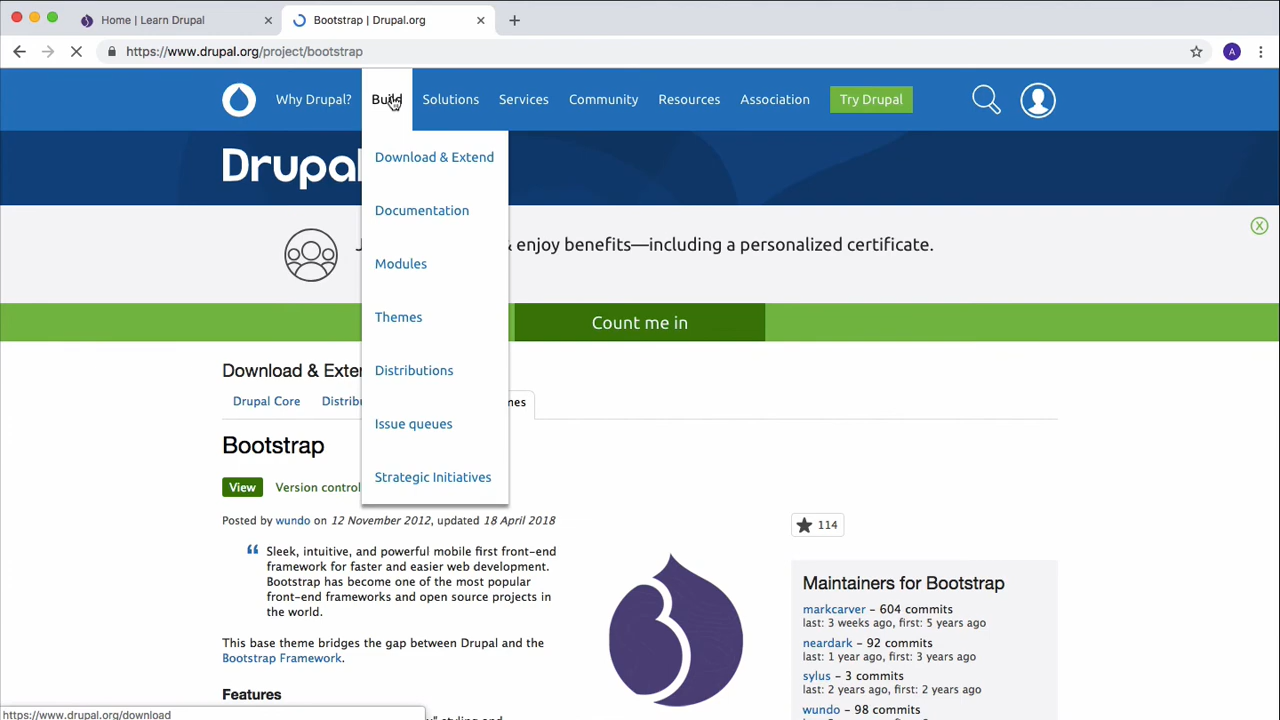 Home | Learn Drupal
Bootstrap | Drupal.org
https://www.drupal.org/project/bootstrap
A
Why Drupal?
Build
Solutions
Services
Community
Resources
Association
Try Drupal
Drupal
Download & Extend
Documentation
Modules
Themes
Distributions
Issue queues
Strategic Initiatives
& enjoy benefits—including a personalized certificate.
X
Count me in
Download &
Drupal Core
Bootstrap
View
Version control
Posted by wundo on 12 November 2012, updated 18 April 2018
“ Sleek, intuitive, and powerful mobile first front-end
framework for faster and easier web development.
Bootstrap has become one of the most popular
front-end frameworks and open source projects in
the world.
This base theme bridges the gap between Drupal and the
Bootstrap Framework.
Features
114
Maintainers for Bootstrap
markcarver – 604 commits
last: 3 weeks ago, first: 5 years ago
neardark – 92 commits
last: 1 year ago, first: 3 years ago
sylus – 3 commits
last: 2 years ago, first: 2 years ago
wundo – 98 commits
https://www.drupal.org/download